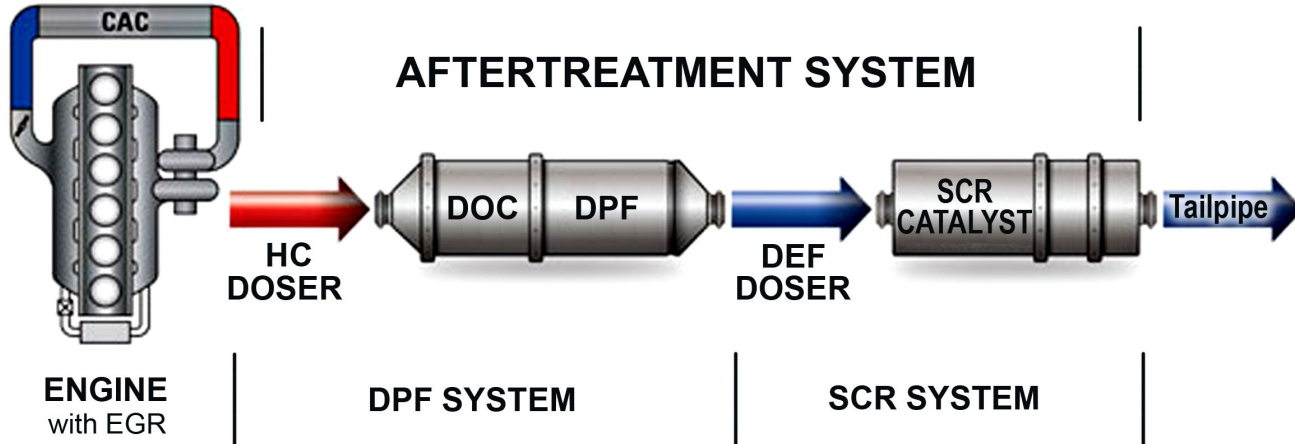 CAC
AFTERTREATMENT SYSTEM
DOC
DPF
SCR
CATALYST
Tailpipe
HC
DOSER
DEF
DOSER
ENGINE
with EGR
DPF SYSTEM
SCR SYSTEM